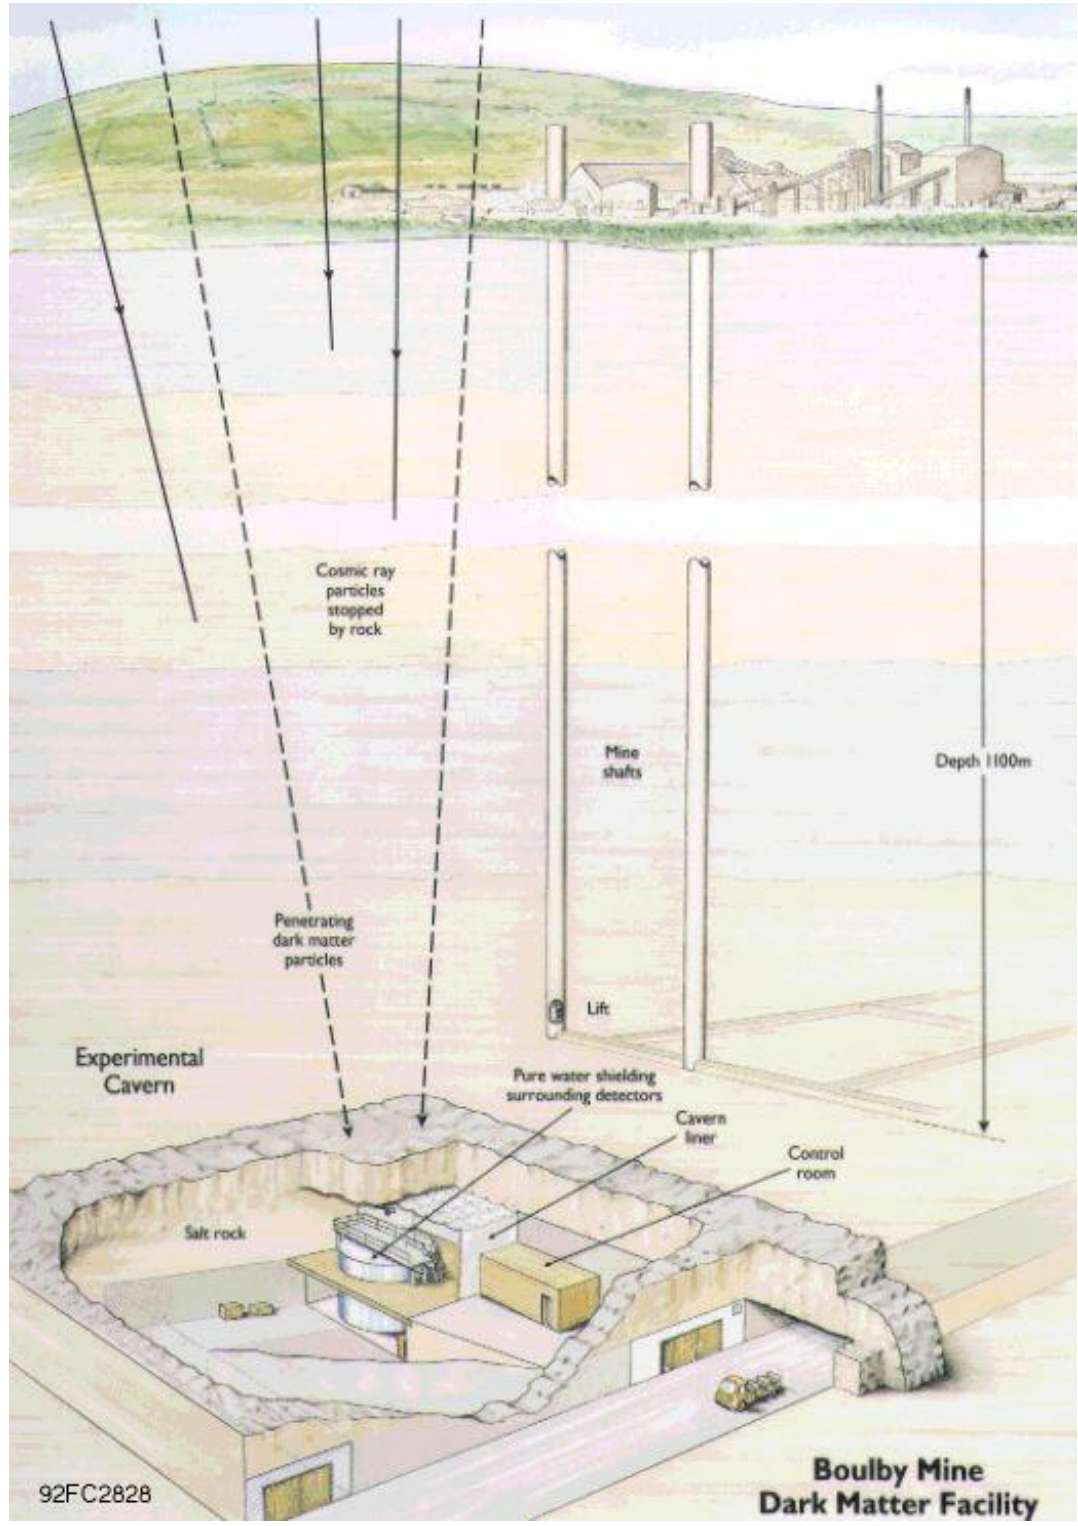 Cosmic ray
particles
stopped
by rock
Mine
shafts
Depth 1100m
Penetrating
dark matter
particles
Lift
Experimental
Cavern
Pure water shielding
surrounding detectors
Cavern
liner
Control
room
Salt rock
92FC2828
Boulby Mine
Dark Matter Facility